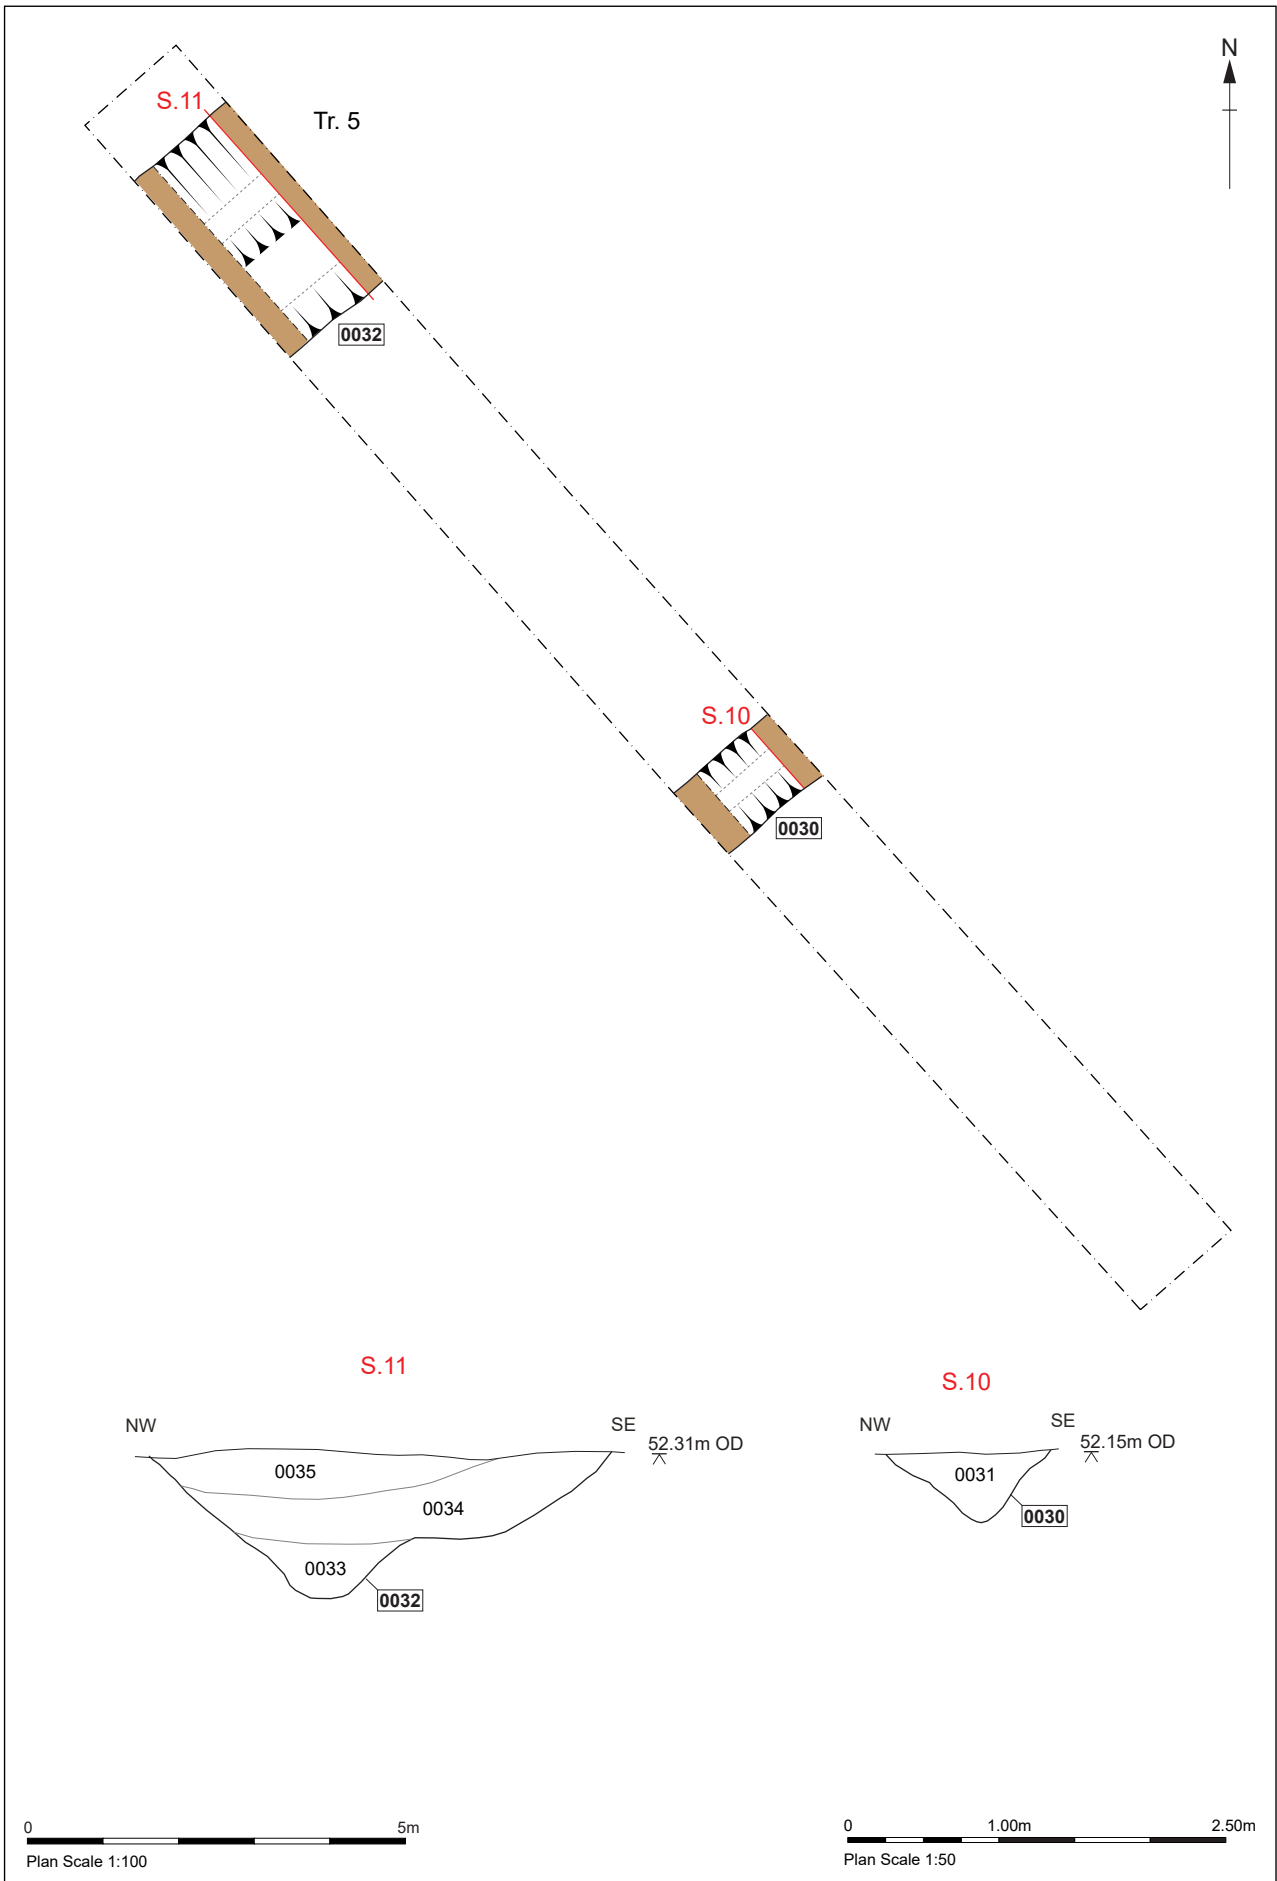 N
S.11
Tr. 5
0032
S.10
0030
S.11
NW
SE
52.31m OD
0035
0034
0033
0032
S.10
NW
SE
52.15m OD
0031
0030
0 5m
Plan Scale 1:100
0 1.00m 2.50m
Plan Scale 1:50